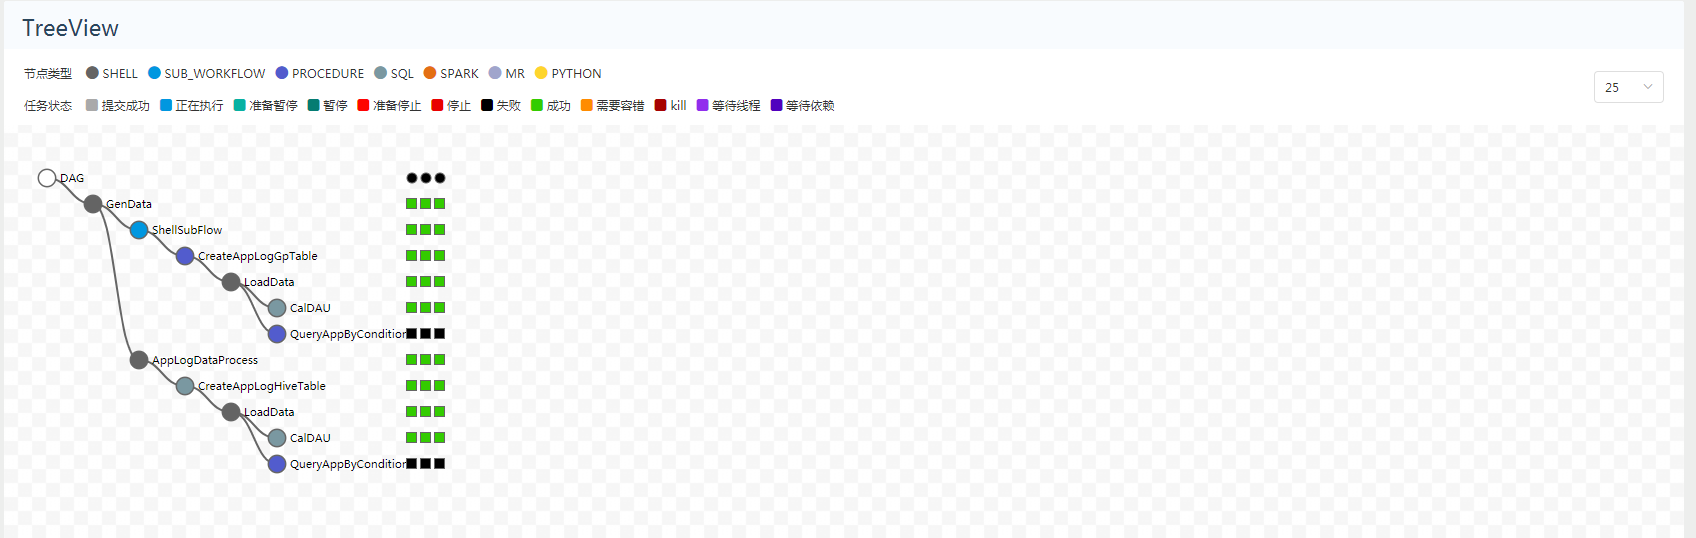 TreeView
节点类型 SHELL SUB_WORKFLOW PROCEDURE SQL SPARK MR PYTHON
25
任务状态 提交成功 正在执行 准备暂停 暂停 准备停止 停止 失败 成功 需要容错 kill 等待线程 等待依赖
DAG
GenData
ShellSubFlow
CreateAppLogGpTable
LoadData
CalDAU
QueryAppByCondition
AppLogDataProcess
CreateAppLogHiveTable
LoadData
CalDAU
QueryAppByCondition